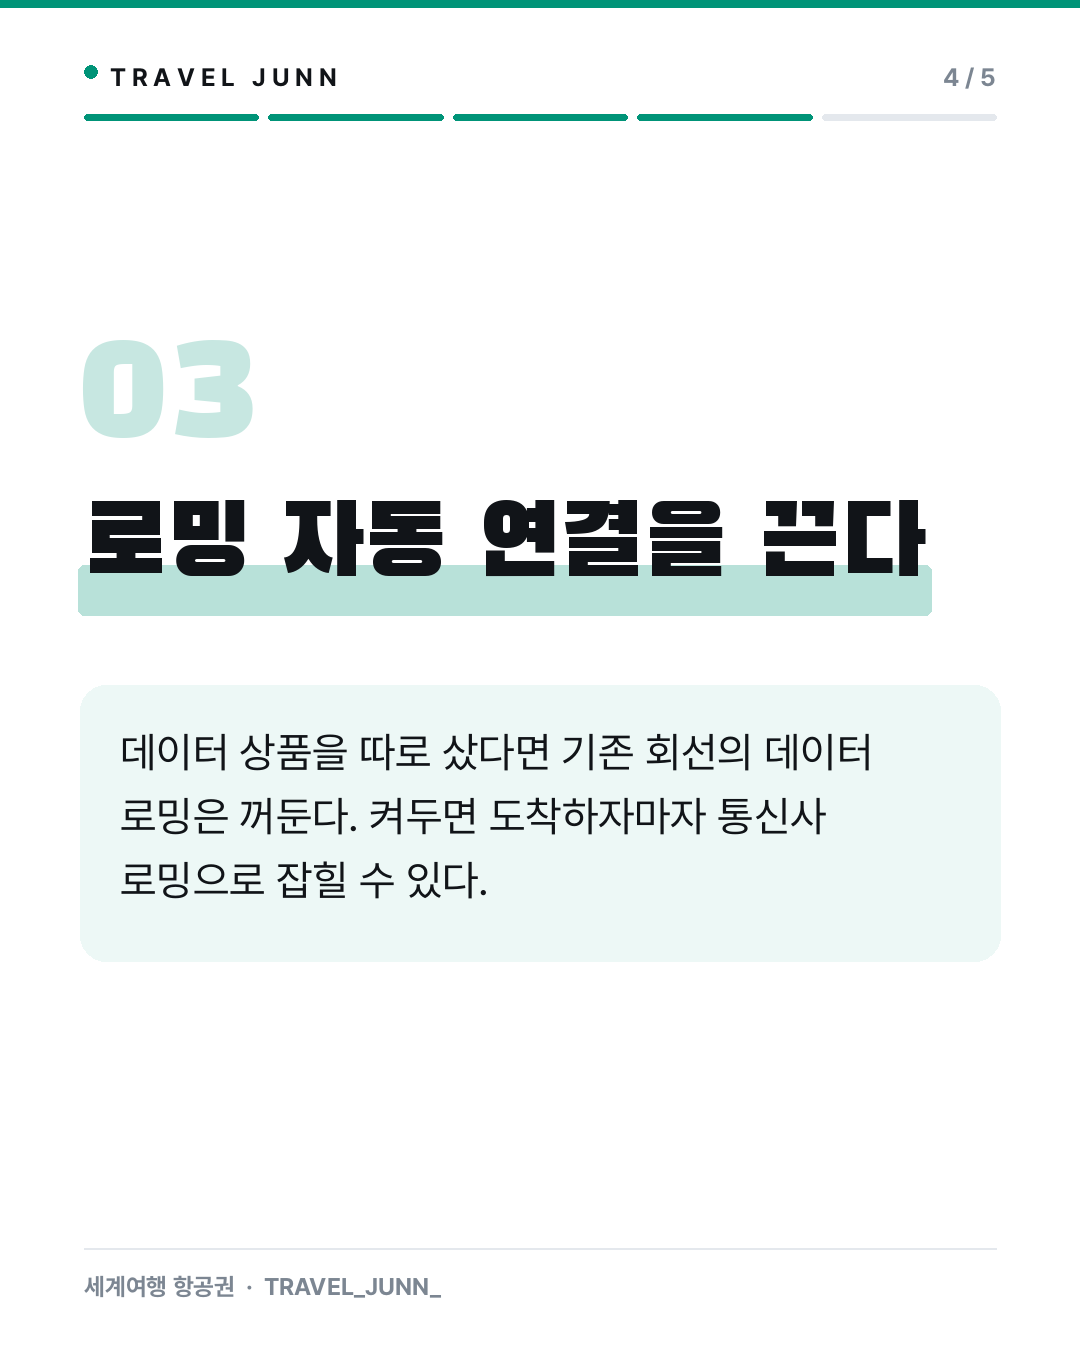 TRAVEL JUNN
4 / 5
03
로밍 자동 연결을 끈다
데이터 상품을 따로 샀다면 기존 회선의 데이터
로밍은 꺼둔다. 켜두면 도착하자마자 통신사
로밍으로 잡힐 수 있다.
세계여행 항공권 · TRAVEL_JUNN_